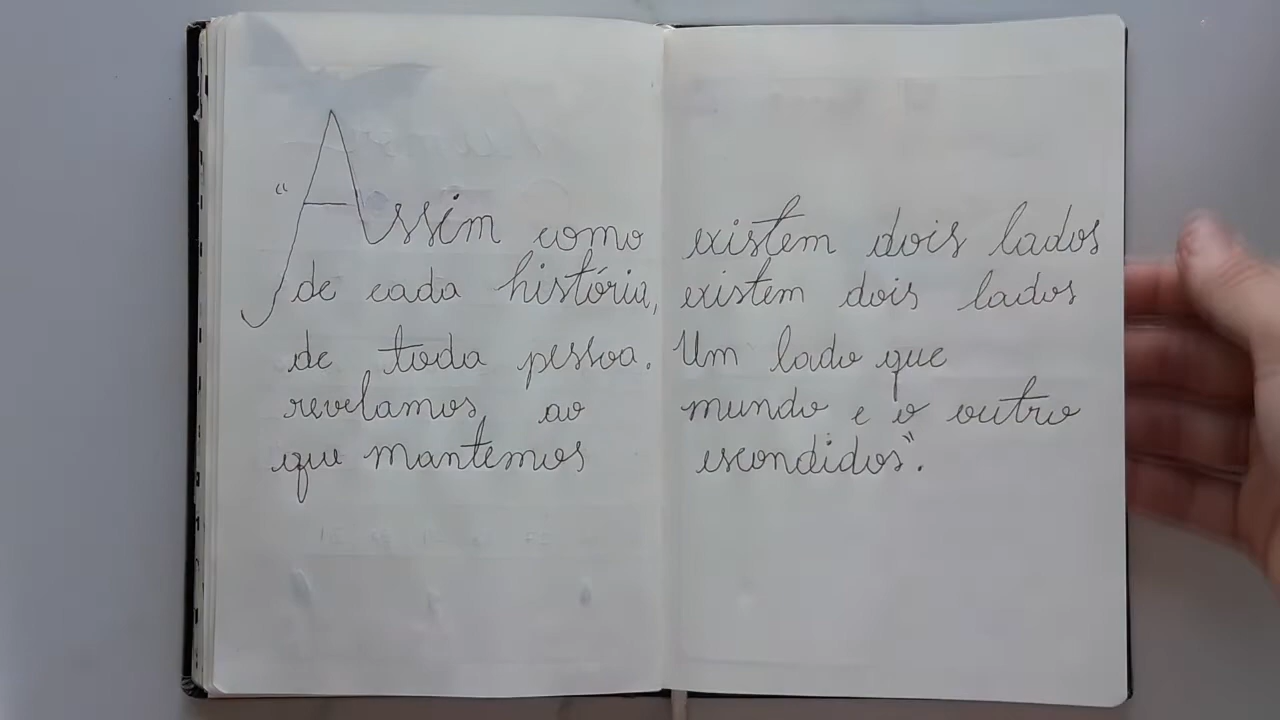 "Assim como existem dois lados
de cada história, existem dois lados
de toda pessoa. Um lado que
revelamos ao mundo e o outro
que mantemos escondidos".